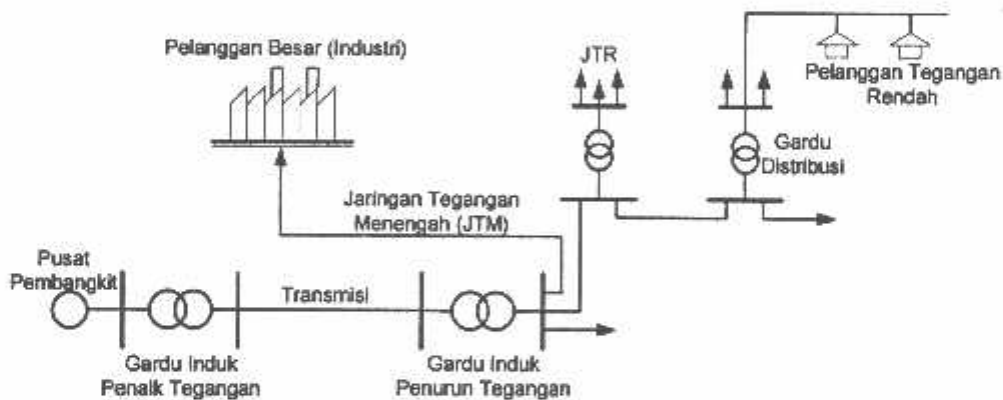 Pelanggan Besar (Industri)
JTR
Pelanggan Tegangan
Rendah
Gardu
Distribusi
Jaringan Tegangan
Menengah (JTM)
Pusat
Pembangkit
Transmisi
Gardu Induk
Penaik Tegangan
Gardu Induk
Penurun Tegangan